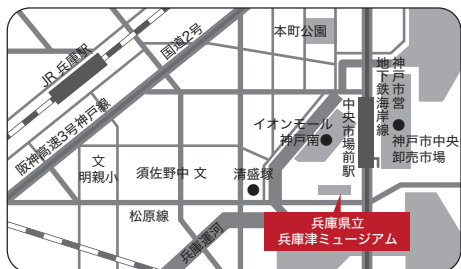 本町公園
国道2号
JR 兵庫駅
阪神高速3号神戸線
神戸市営
地下鉄海岸線
中央市場前駅
イオンモール
神戸南
神戸市中央
卸売市場
文
明親小
須佐野中 文
清盛塚
松原線
兵庫運河
兵庫県立
兵庫津ミュージアム